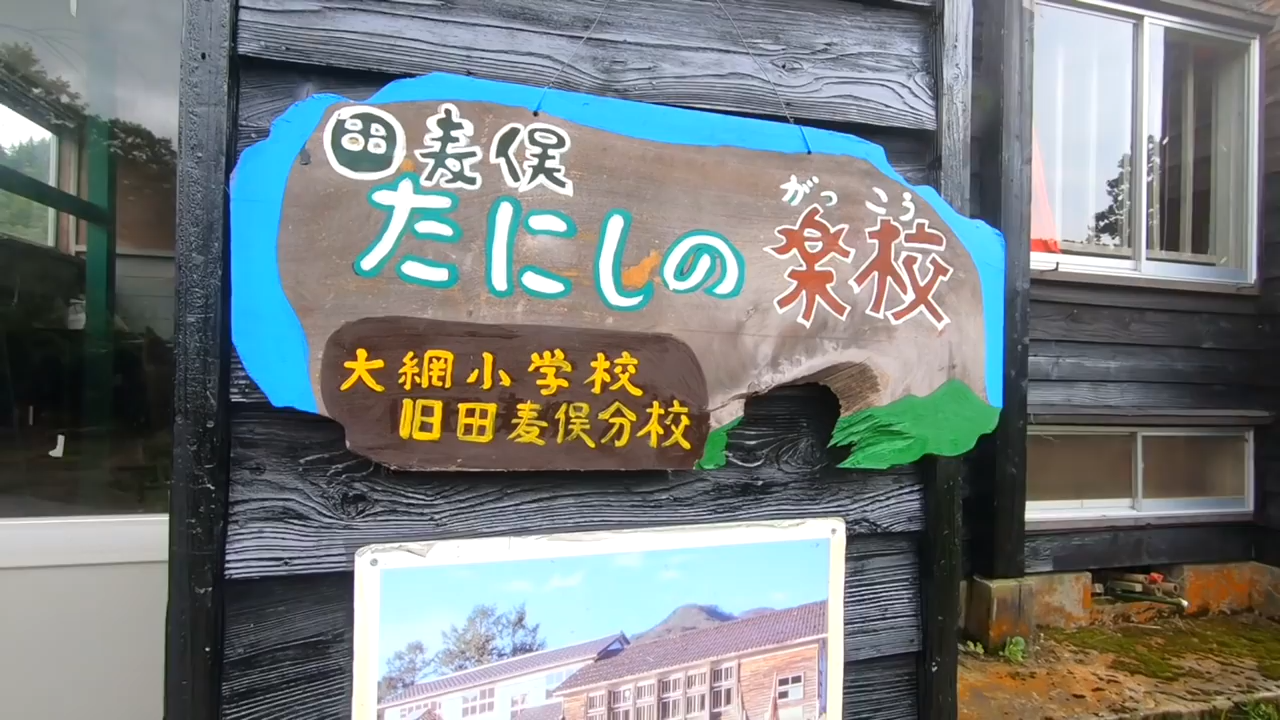 田麦俣
たにしの
がっこう
楽校
大網小学校
旧田麦俣分校